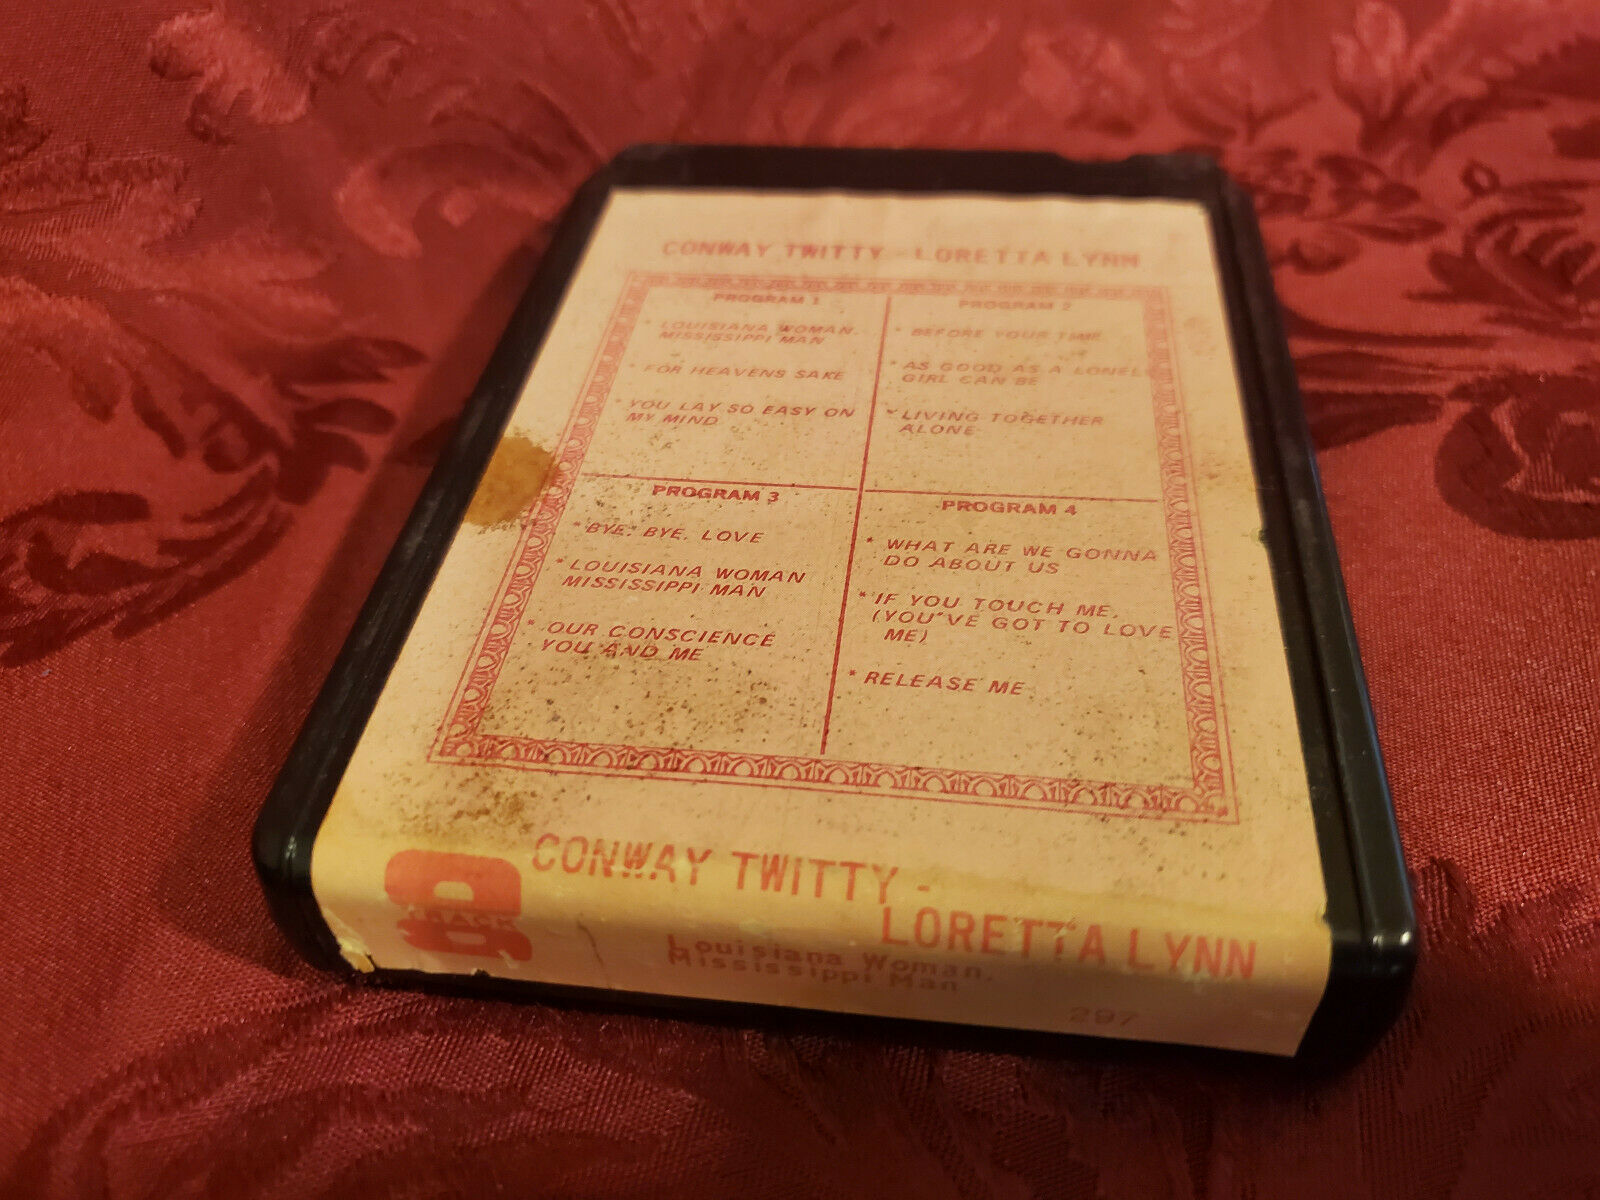 CONWAY TWITTY - LORETTA LYNN
PROGRAM 1
* LOUISIANA WOMAN,
MISSISSIPPI MAN
* FOR HEAVENS SAKE
* YOU LAY SO EASY ON
MY MIND
PROGRAM 2
* BEFORE YOUR TIME
* AS GOOD AS A LONELY
GIRL CAN BE
* LIVING TOGETHER
ALONE
PROGRAM 3
* BYE, BYE, LOVE
* LOUISIANA WOMAN
MISSISSIPPI MAN
* OUR CONSCIENCE
YOU AND ME
PROGRAM 4
* WHAT ARE WE GONNA
DO ABOUT US
* IF YOU TOUCH ME,
(YOU'VE GOT TO LOVE
ME)
* RELEASE ME
8 TRACK
CONWAY TWITTY -
LORETTA LYNN
Louisiana Woman,
Mississippi Man
297